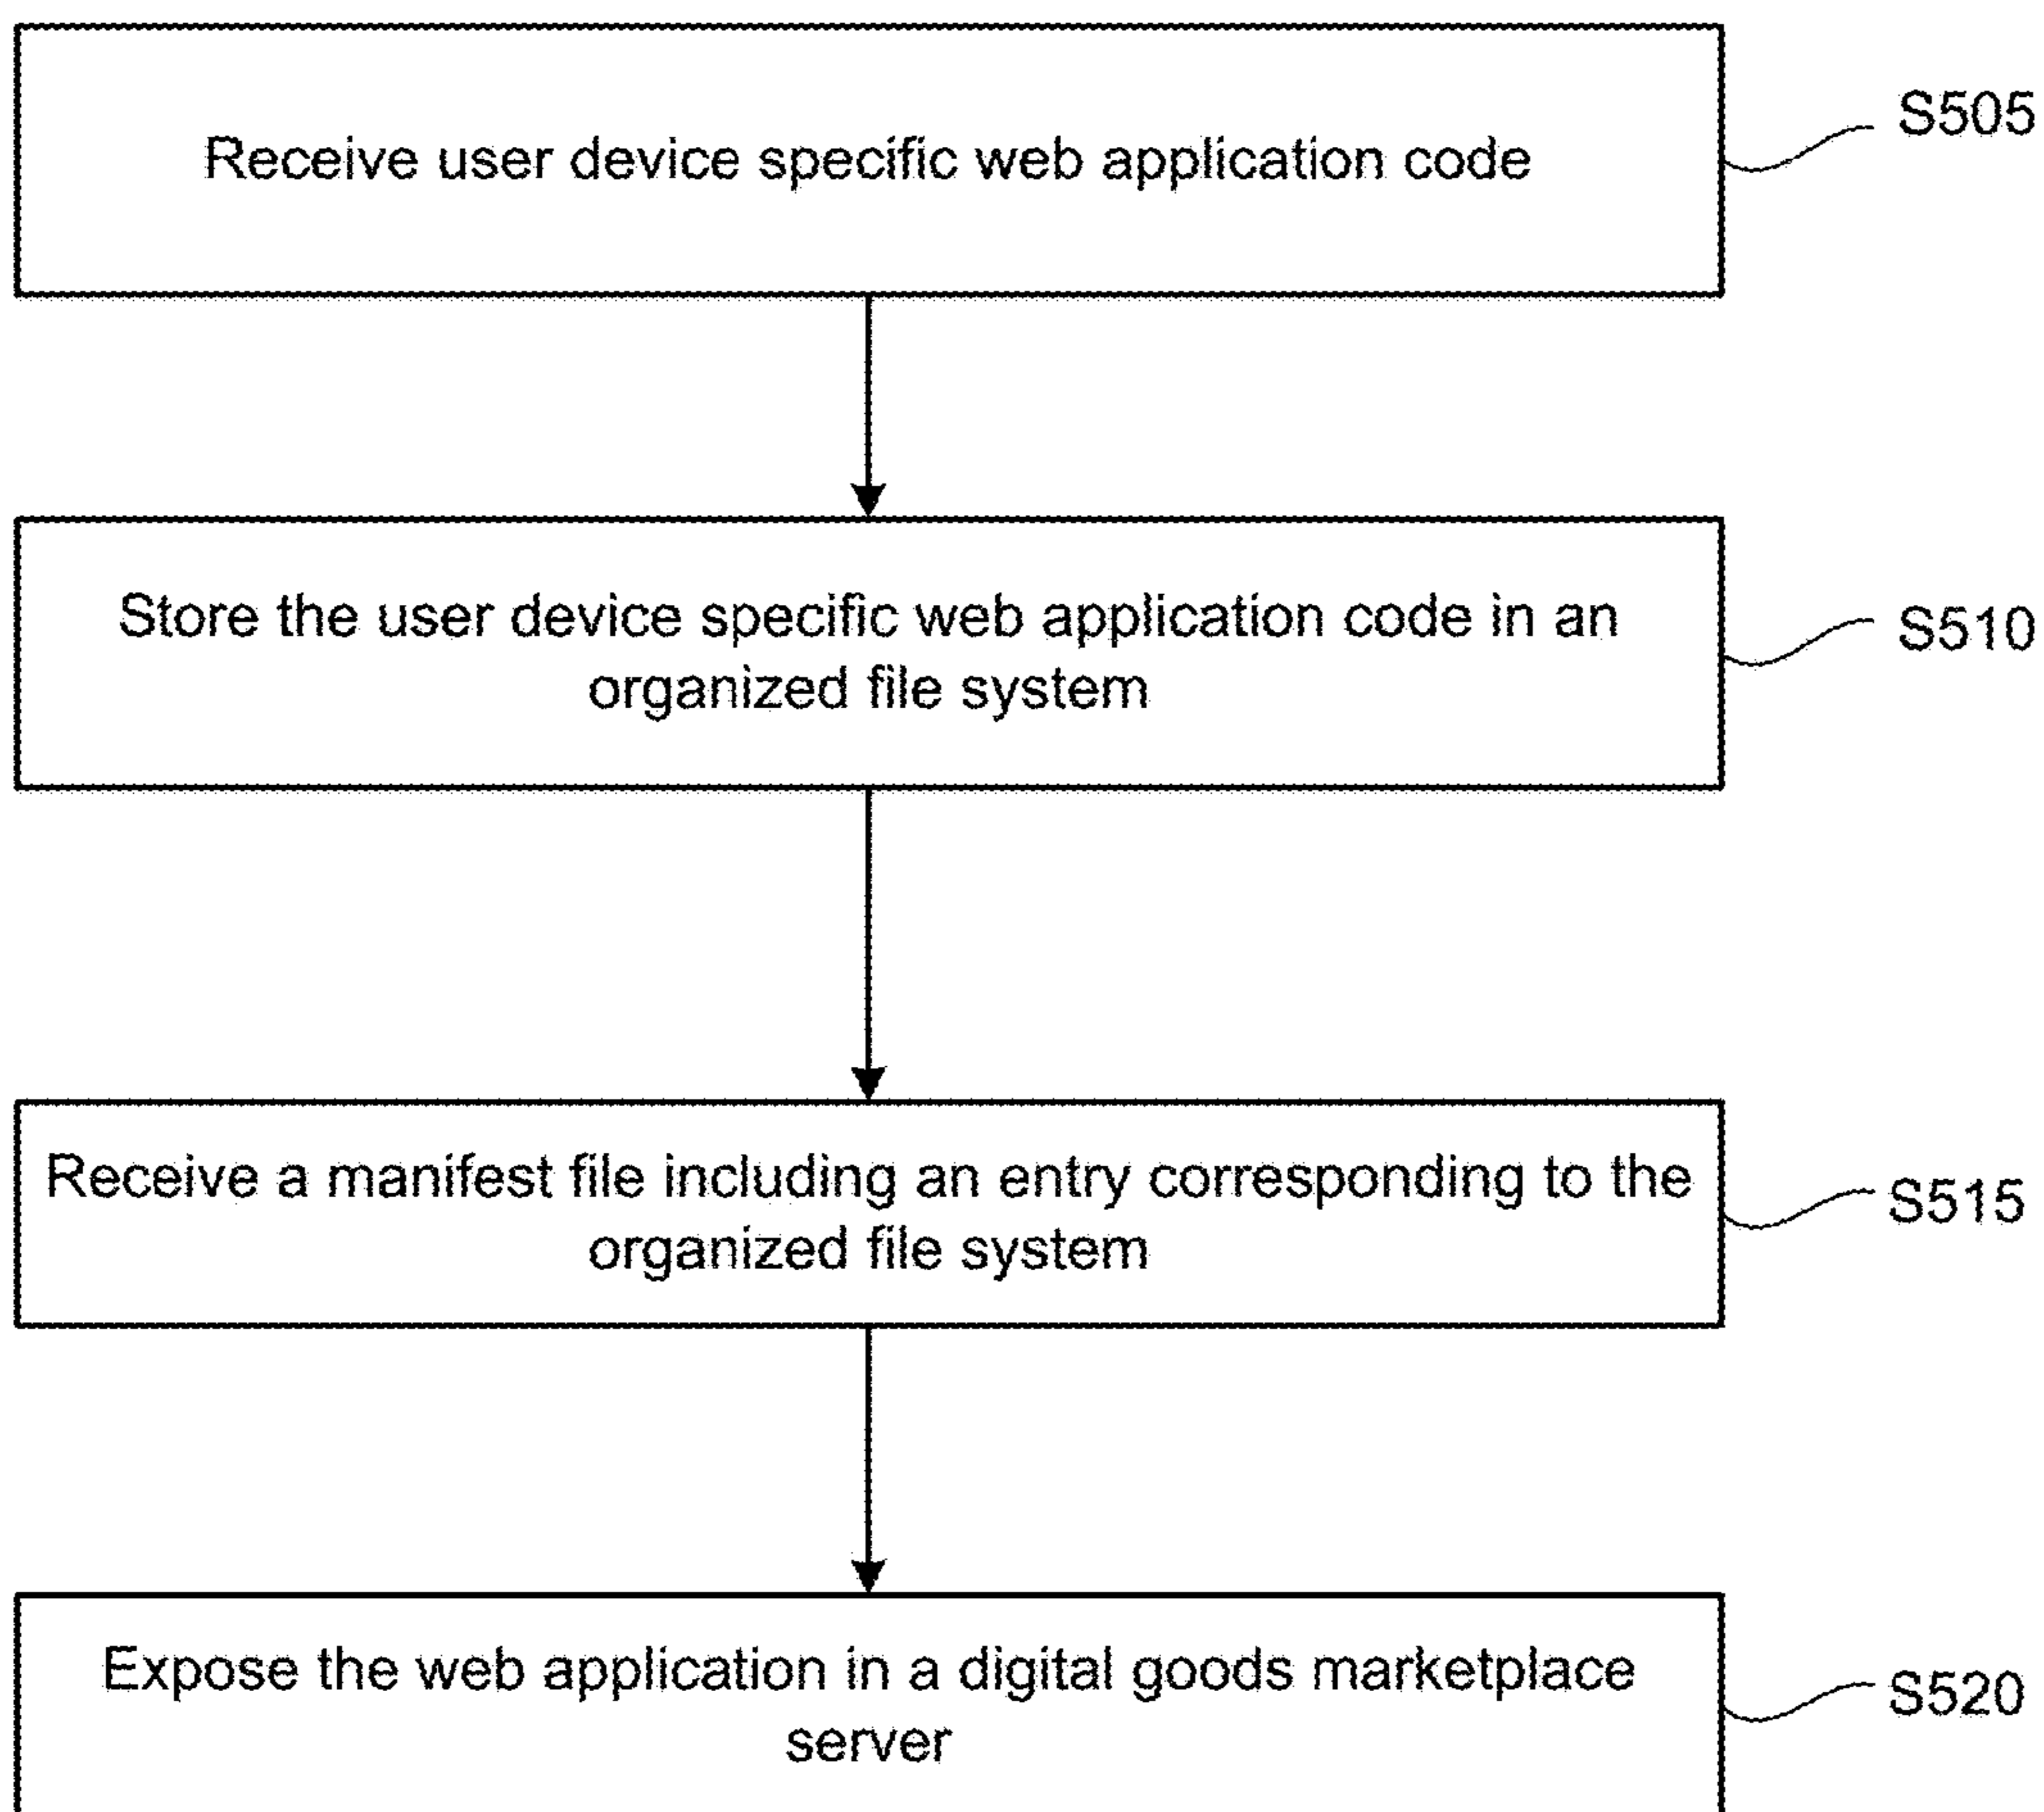 Receive user device specific web application code
S505
Store the user device specific web application code in an
organized file system
S510
Receive a manifest file including an entry corresponding to the
organized file system
S515
Expose the web application in a digital goods marketplace
server
S520